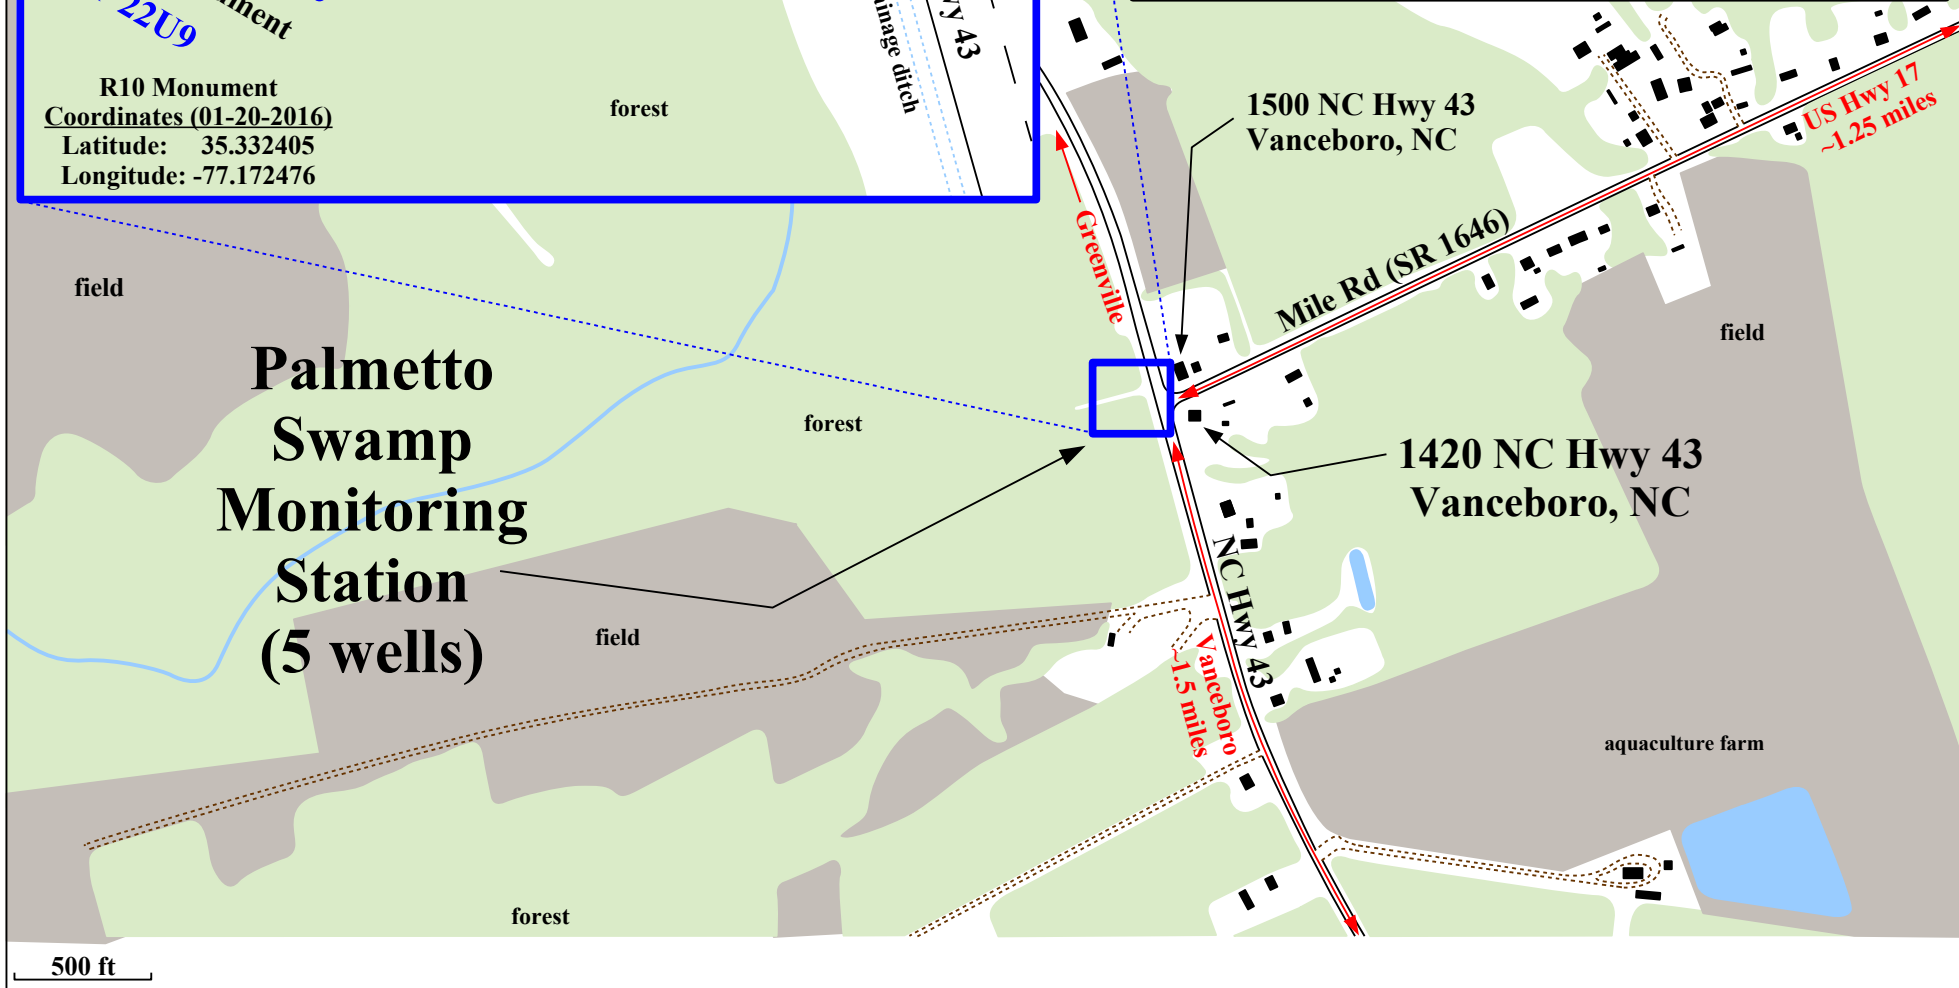 22U9
R10 Monument
Coordinates (01-20-2016)
Latitude: 35.332405
Longitude: -77.172476
forest
ditch
43
1500 NC Hwy 43
Vanceboro, NC
US Hwy 17
~1.25 miles
Greenville
Mile Rd (SR 1646)
field
field
Palmetto
Swamp
Monitoring
Station
(5 wells)
forest
1420 NC Hwy 43
Vanceboro, NC
NC Hwy 43
Vanceboro
~1.5 miles
field
aquaculture farm
forest
500 ft